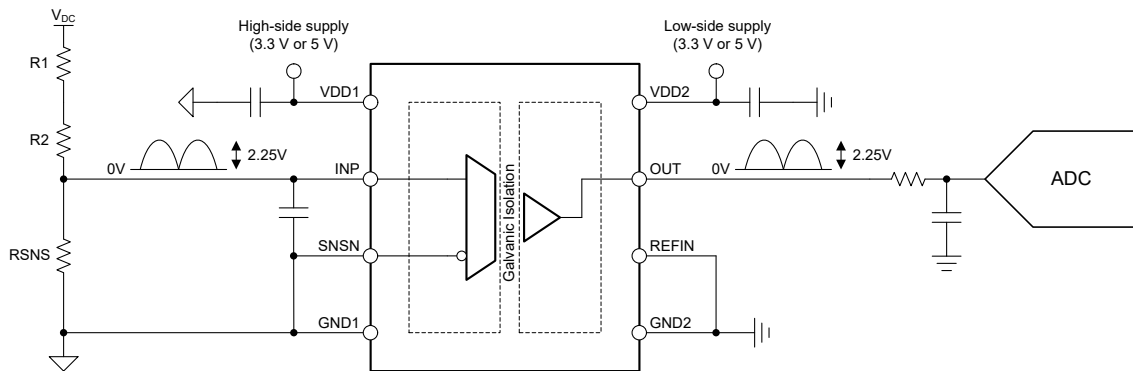 V_DC
R1
R2
RSNS
0V
2.25V
High-side supply
(3.3 V or 5 V)
VDD1
INP
SNSN
GND1
Galvanic Isolation
Low-side supply
(3.3 V or 5 V)
VDD2
OUT
REFIN
GND2
0V
2.25V
ADC